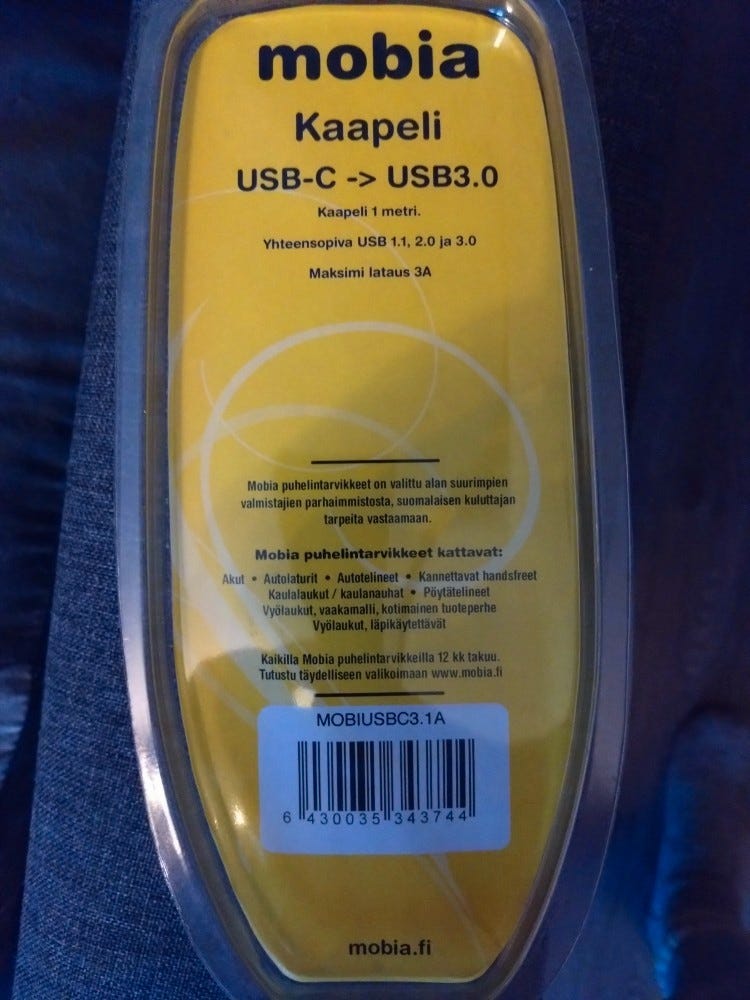 mobia
Kaapeli
USB-C -> USB3.0
Kaapeli 1 metri.
Yhteensopiva USB 1.1, 2.0 ja 3.0
Maksimi lataus 3A
Mobia puhelintarvikkeet on valittu alan suurimpien
valmistajien parhaimmistosta, suomalaisen kuluttajan
tarpeita vastaamaan.
Mobia puhelintarvikkeet kattavat:
Akut • Autolaturit • Autotelineet • Kannettavat handsfreet
Kaulalaukut / kaulanauhat • Pöytätelineet
Vyölaukut, vaakamalli, kotimainen tuoteperhe
Vyölaukut, läpikäytettävät
Kaikilla Mobia puhelintarvikkeilla 12 kk takuu.
Tutustu täydelliseen valikoimaan www.mobia.fi
MOBIUSBC3.1A
6 430035 343744
mobia.fi